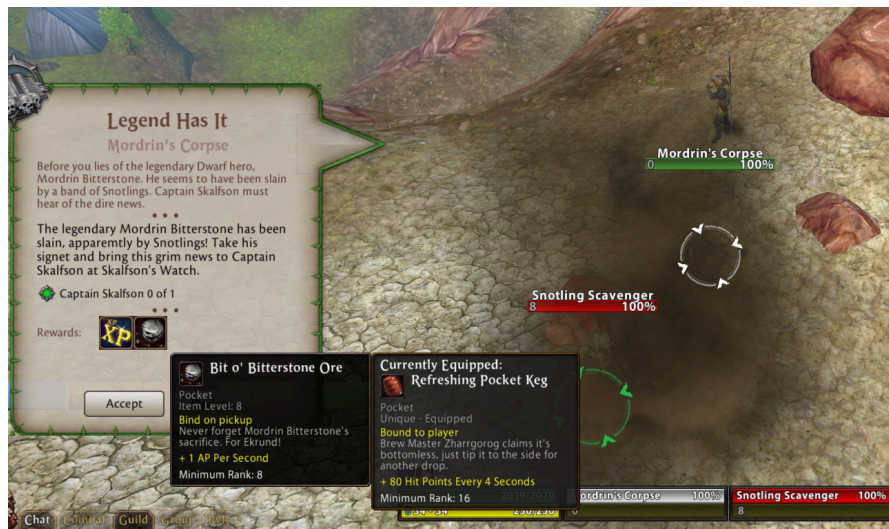 Legend Has It
Mordrin's Corpse
Before you lies of the legendary Dwarf hero,
Mordrin Bitterstone. He seems to have been slain
by a band of Snotlings. Captain Skalfson must
hear of the dire news.
The legendary Mordrin Bitterstone has been
slain, apparemtly by Snotlings! Take his
signet and bring this grim news to Captain
Skalfson at Skalfson's Watch.
Captain Skalfson 0 of 1
Rewards:
XP
XP
Accept
Bit o' Bitterstone Ore
Pocket
Item Level: 8
Bind on pickup
Never forget Mordrin Bitterstone's
sacrifice. For Ekrund!
+ 1 AP Per Second
Minimum Rank: 8
Currently Equipped:
Refreshing Pocket Keg
Pocket
Unique - Equipped
Bound to player
Brew Master Zharrgorog claims it's
bottomless, just tip it to the side for
another drop.
+ 80 Hit Points Every 4 Seconds
Minimum Rank: 16
Mordrin's Corpse
0 100%
Snotling Scavenger
8 100%
2039/2070
250/250
Mordrin's Corpse 100%
0
Snotling Scavenger 100%
8
Chat Combat Guild Group